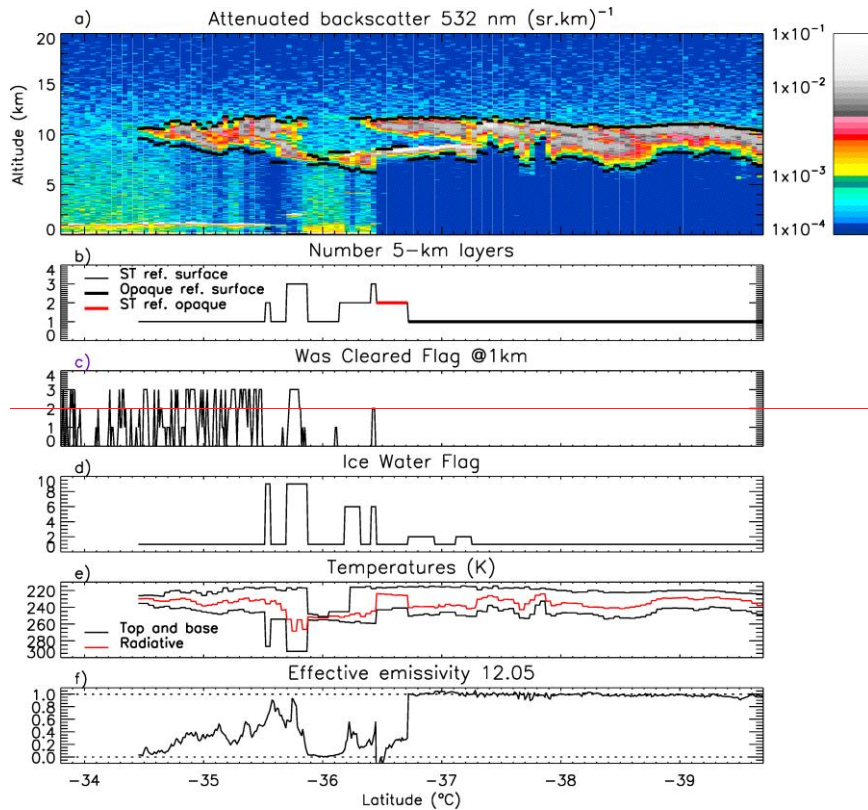 a) Attenuated backscatter 532 nm (sr.km)⁻¹
20
15
10
5
0
Altitude (km)
1x10⁻¹
1x10⁻²
1x10⁻³
1x10⁻⁴
b) Number 5-km layers
4
3
2
1
0
ST ref. surface
Opaque ref. surface
ST ref. opaque
c) Was Cleared Flag @1km
4
3
2
1
0
d) Ice Water Flag
10
8
6
4
2
0
e) Temperatures (K)
220
240
260
280
300
Top and base
Radiative
f) Effective emissivity 12.05
1.0
0.8
0.6
0.4
0.2
0.0
-34 -35 -36 -37 -38 -39
Latitude (°C)